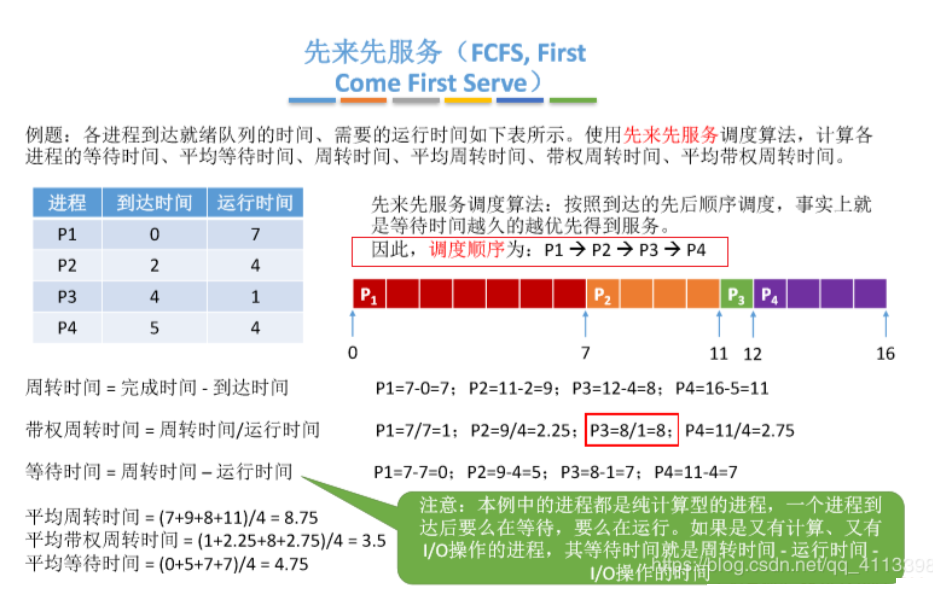 先来先服务（FCFS, First
Come First Serve）
例题：各进程到达就绪队列的时间、需要的运行时间如下表所示。使用先来先服务调度算法，计算各
进程的等待时间、平均等待时间、周转时间、平均周转时间、带权周转时间、平均带权周转时间。
进程 到达时间 运行时间
P1 0 7
P2 2 4
P3 4 1
P4 5 4
先来先服务调度算法：按照到达的先后顺序调度，事实上就
是等待时间越久的越优先得到服务。
因此，调度顺序为：P1 → P2 → P3 → P4
P1 P2 P3 P4
0 7 11 12 16
周转时间 = 完成时间 - 到达时间 P1=7-0=7；P2=11-2=9；P3=12-4=8；P4=16-5=11
带权周转时间 = 周转时间/运行时间 P1=7/7=1；P2=9/4=2.25；P3=8/1=8；P4=11/4=2.75
等待时间 = 周转时间 – 运行时间 P1=7-7=0；P2=9-4=5；P3=8-1=7；P4=11-4=7
平均周转时间 = (7+9+8+11)/4 = 8.75
平均带权周转时间 = (1+2.25+8+2.75)/4 = 3.5
平均等待时间 = (0+5+7+7)/4 = 4.75
注意：本例中的进程都是纯计算型的进程，一个进程到
达后要么在等待，要么在运行。如果是又有计算、又有
I/O操作的进程，其等待时间就是周转时间 - 运行时间 -
I/O操作的时间
https://blog.csdn.net/qq_4113898